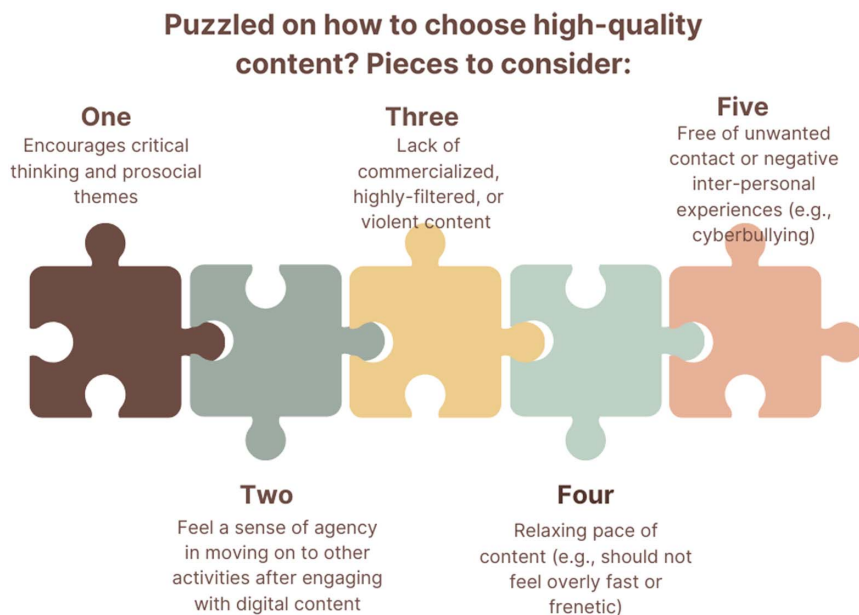 Puzzled on how to choose high-quality
content? Pieces to consider:
One
Encourages critical
thinking and prosocial
themes
Two
Feel a sense of agency
in moving on to other
activities after engaging
with digital content
Three
Lack of
commercialized,
highly-filtered, or
violent content
Four
Relaxing pace of
content (e.g., should not
feel overly fast or
frenetic)
Five
Free of unwanted
contact or negative
inter-personal
experiences (e.g.,
cyberbullying)